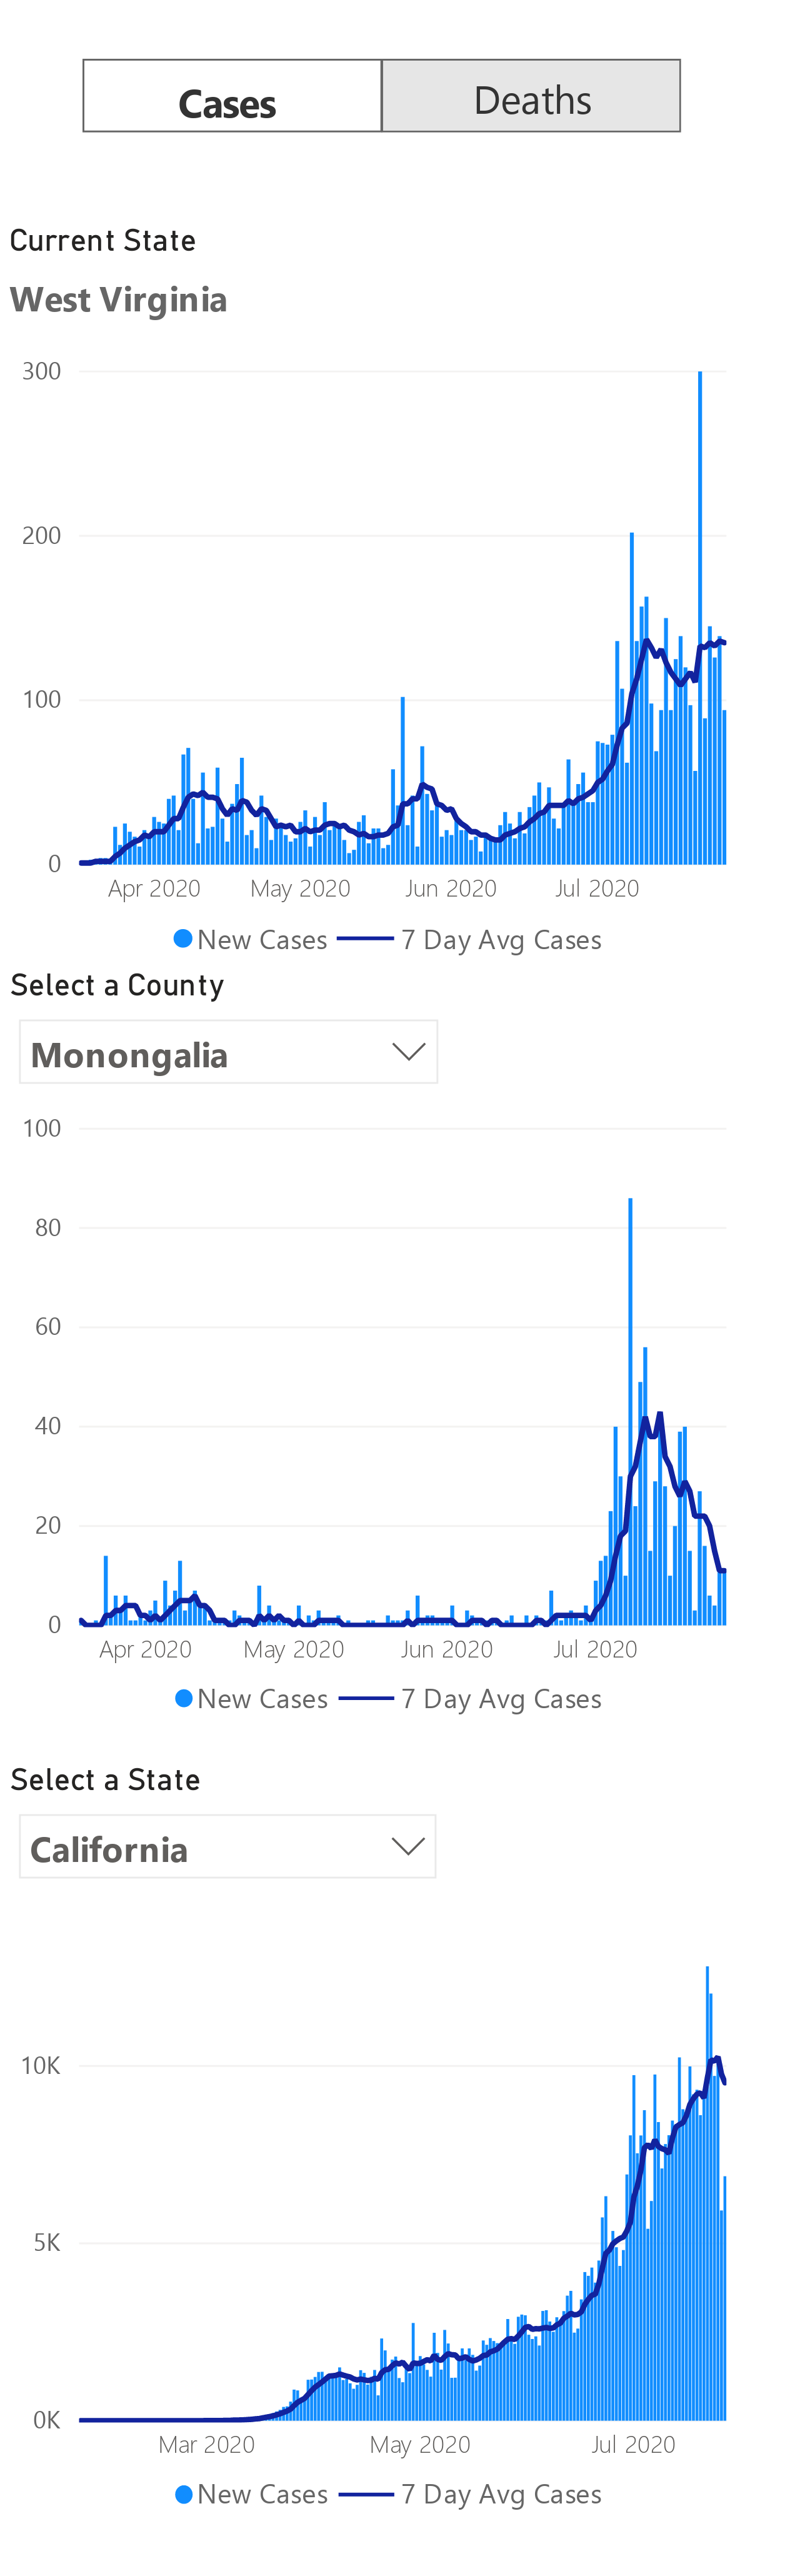 Cases Deaths
Current State
West Virginia
300
200
100
0
Apr 2020 May 2020 Jun 2020 Jul 2020
New Cases 7 Day Avg Cases
Select a County
Monongalia
100
80
60
40
20
0
Apr 2020 May 2020 Jun 2020 Jul 2020
New Cases 7 Day Avg Cases
Select a State
California
10K
5K
0K
Mar 2020 May 2020 Jul 2020
New Cases 7 Day Avg Cases